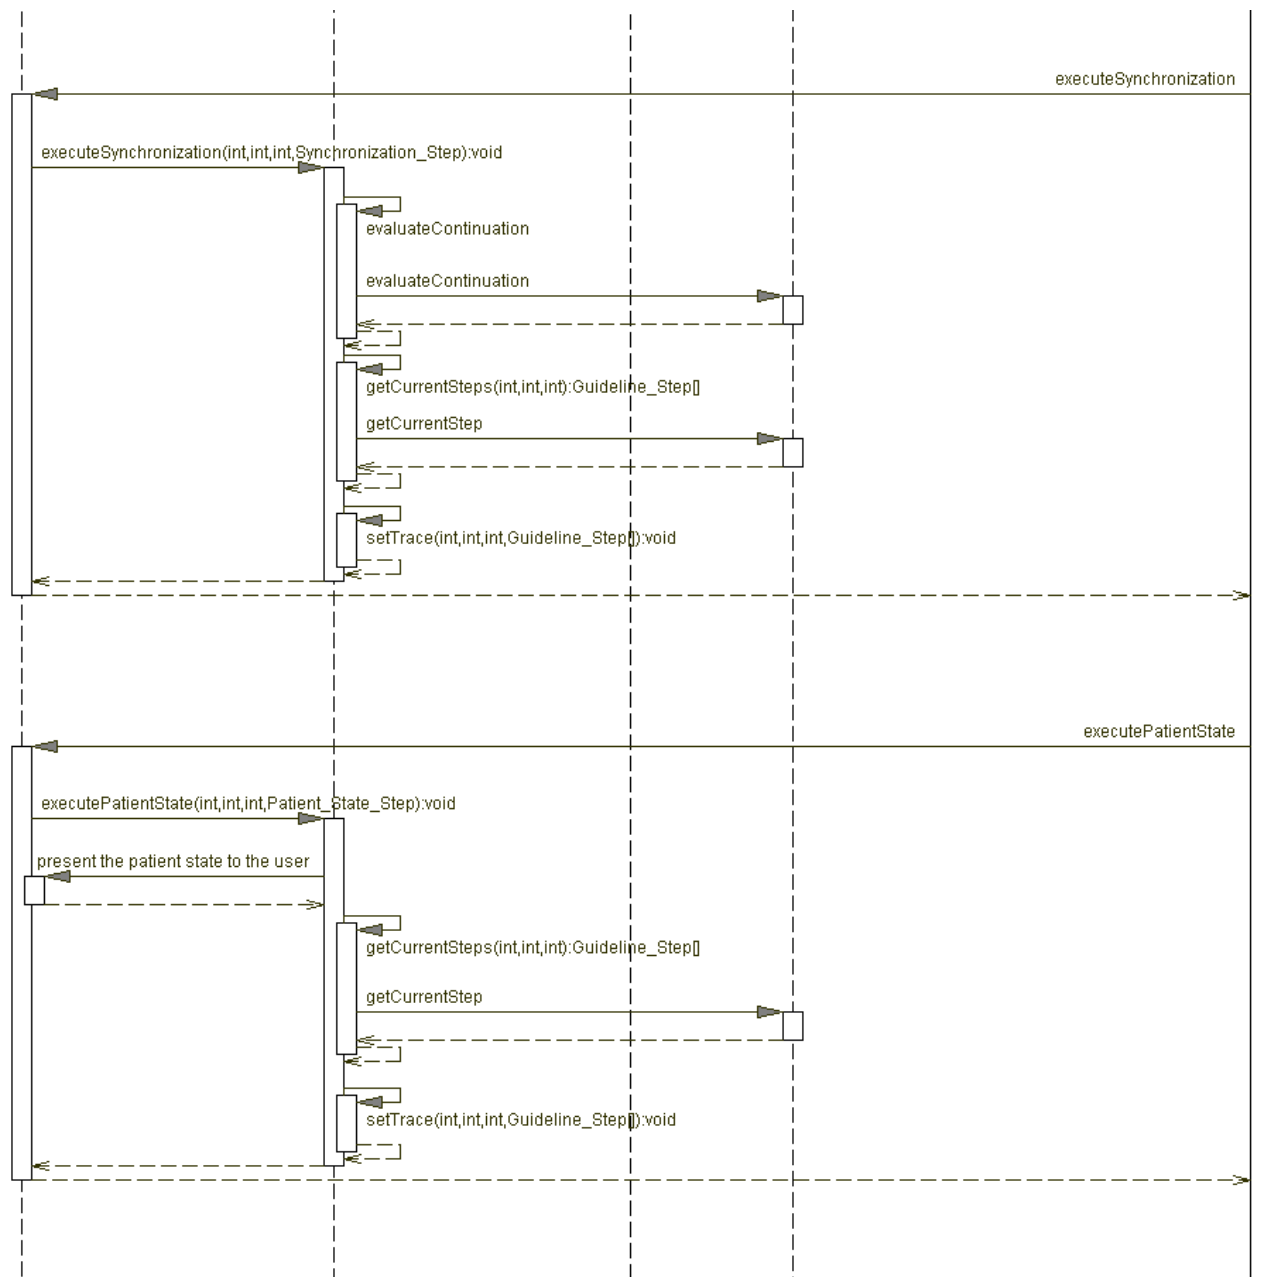 executeSynchronization
executeSynchronization(int,int,int,Synchronization_Step):void
evaluateContinuation
evaluateContinuation
getCurrentSteps(int,int,int):Guideline_Step[]
getCurrentStep
setTrace(int,int,int,Guideline_Step[]):void
executePatientState
executePatientState(int,int,int,Patient_State_Step):void
present the patient state to the user
getCurrentSteps(int,int,int):Guideline_Step[]
getCurrentStep
setTrace(int,int,int,Guideline_Step[]):void